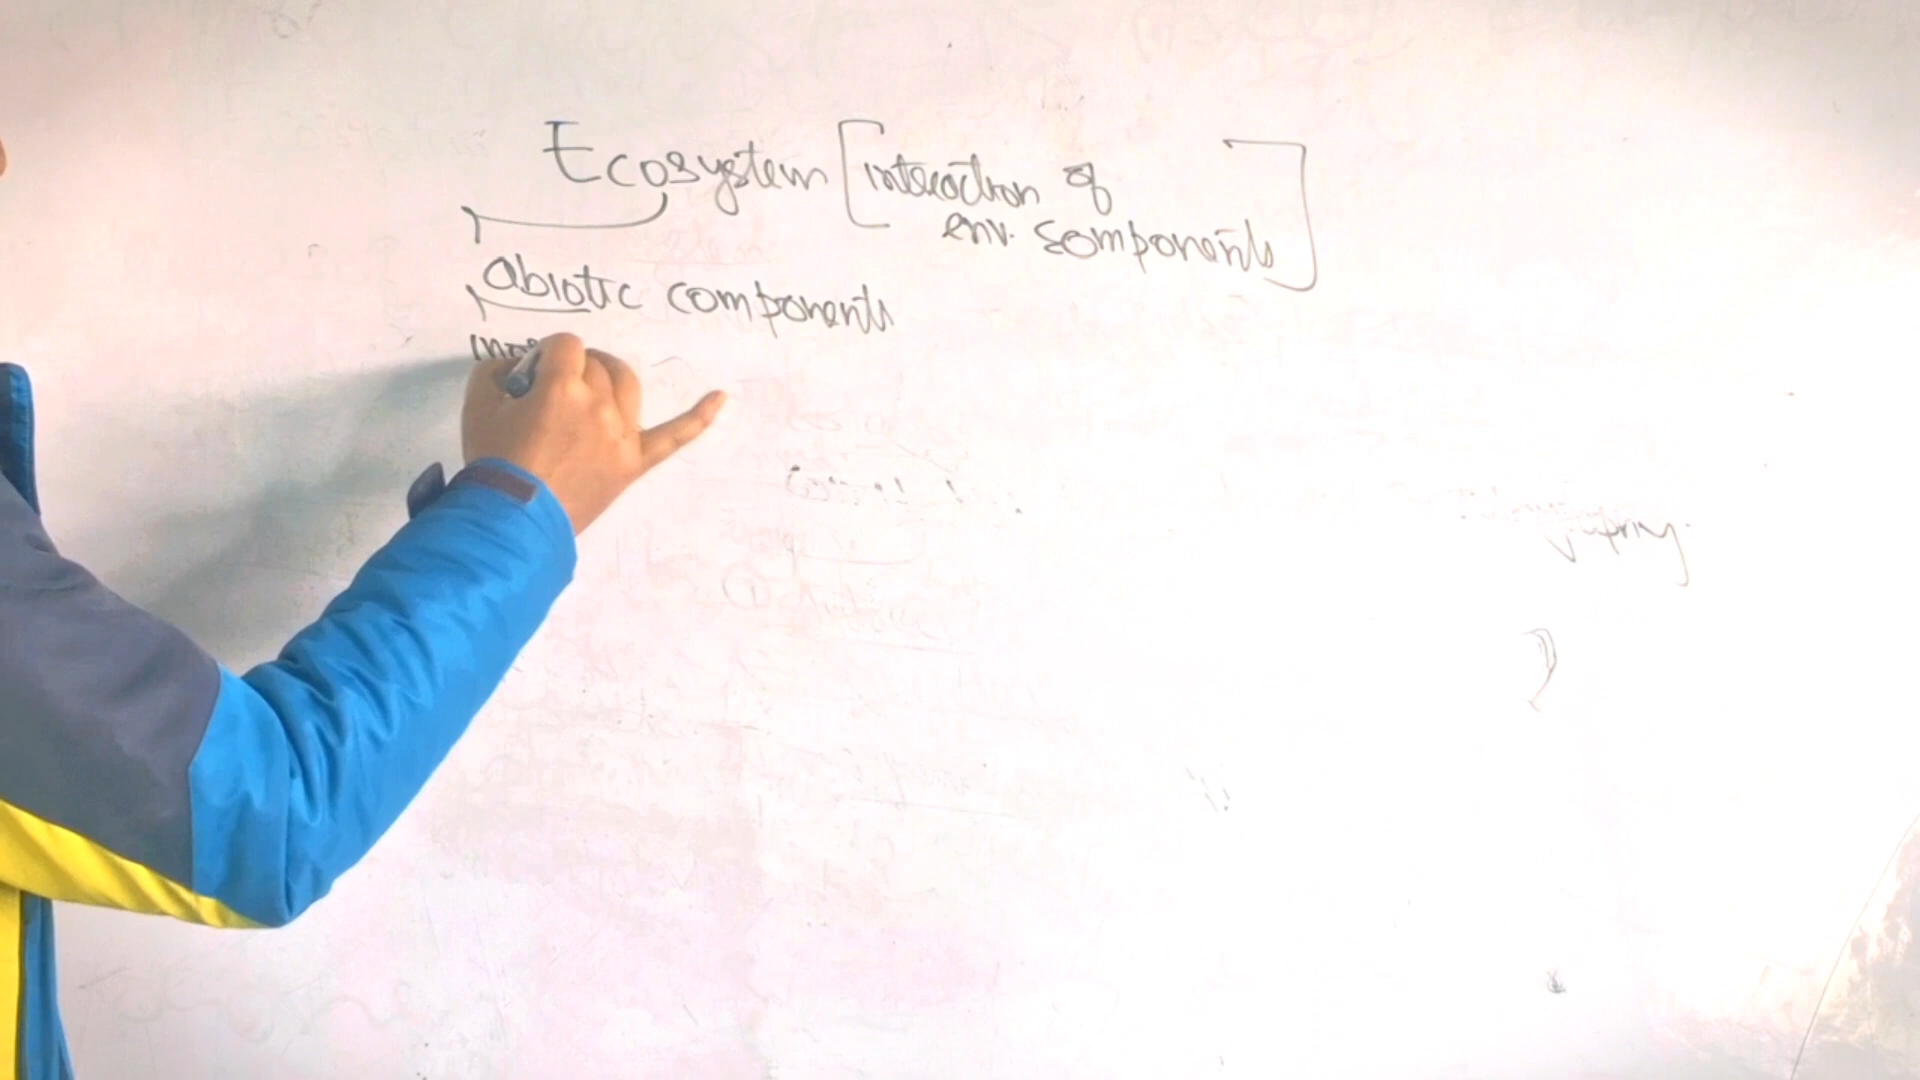 Ecosystem [interaction of
env. components]
abiotic components